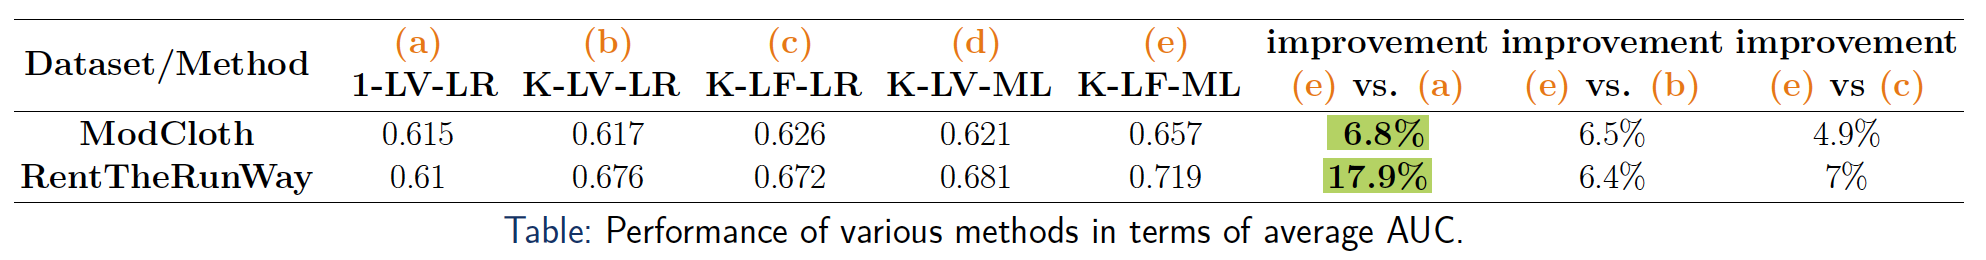 Dataset/Method (a) (b) (c) (d) (e) improvement improvement improvement
1-LV-LR K-LV-LR K-LF-LR K-LV-ML K-LF-ML (e) vs. (a) (e) vs. (b) (e) vs (c)
ModCloth 0.615 0.617 0.626 0.621 0.657 6.8% 6.5% 4.9%
RentTheRunWay 0.61 0.676 0.672 0.681 0.719 17.9% 6.4% 7%
Table: Performance of various methods in terms of average AUC.